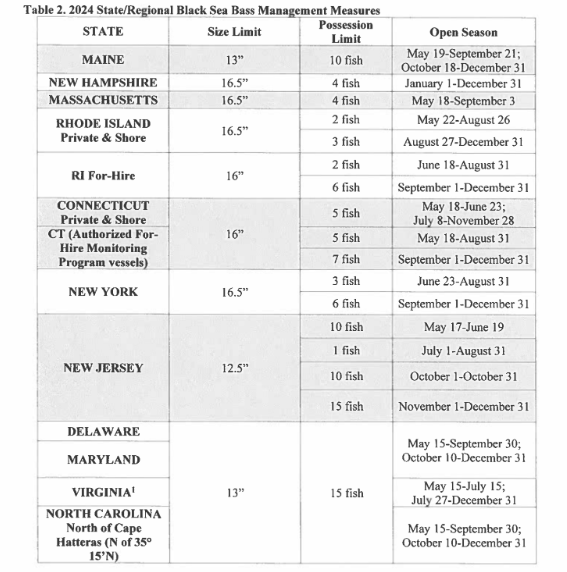 Table 2. 2024 State/Regional Black Sea Bass Management Measures
STATE
Size Limit
Possession
Limit
Open Season
MAINE
13”
10 fish
May 19-September 21;
October 18-December 31
NEW HAMPSHIRE
16.5”
4 fish
January 1-December 31
MASSACHUSETTS
16.5”
4 fish
May 18-September 3
RHODE ISLAND
Private & Shore
16.5”
2 fish
May 22-August 26
3 fish
August 27-December 31
RI For-Hire
16”
2 fish
June 18-August 31
6 fish
September 1-December 31
CONNECTICUT
Private & Shore
16”
5 fish
May 18-June 23;
July 8-November 28
CT (Authorized For-
Hire Monitoring
Program vessels)
5 fish
May 18-August 31
7 fish
September 1-December 31
NEW YORK
16.5”
3 fish
June 23-August 31
6 fish
September 1-December 31
NEW JERSEY
12.5”
10 fish
May 17-June 19
1 fish
July 1-August 31
10 fish
October 1-October 31
15 fish
November 1-December 31
DELAWARE
MARYLAND
13”
15 fish
May 15-September 30;
October 10-December 31
VIRGINIA¹
May 15-July 15;
July 27-December 31
NORTH CAROLINA
North of Cape
Hatteras (N of 35°
15’N)
May 15-September 30;
October 10-December 31